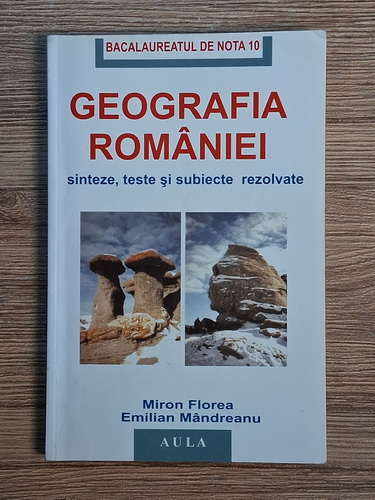 BACALAUREATUL DE NOTA 10
GEOGRAFIA
ROMÂNIEI
sinteze, teste şi subiecte rezolvate
Miron Florea
Emilian Mândreanu
AULA